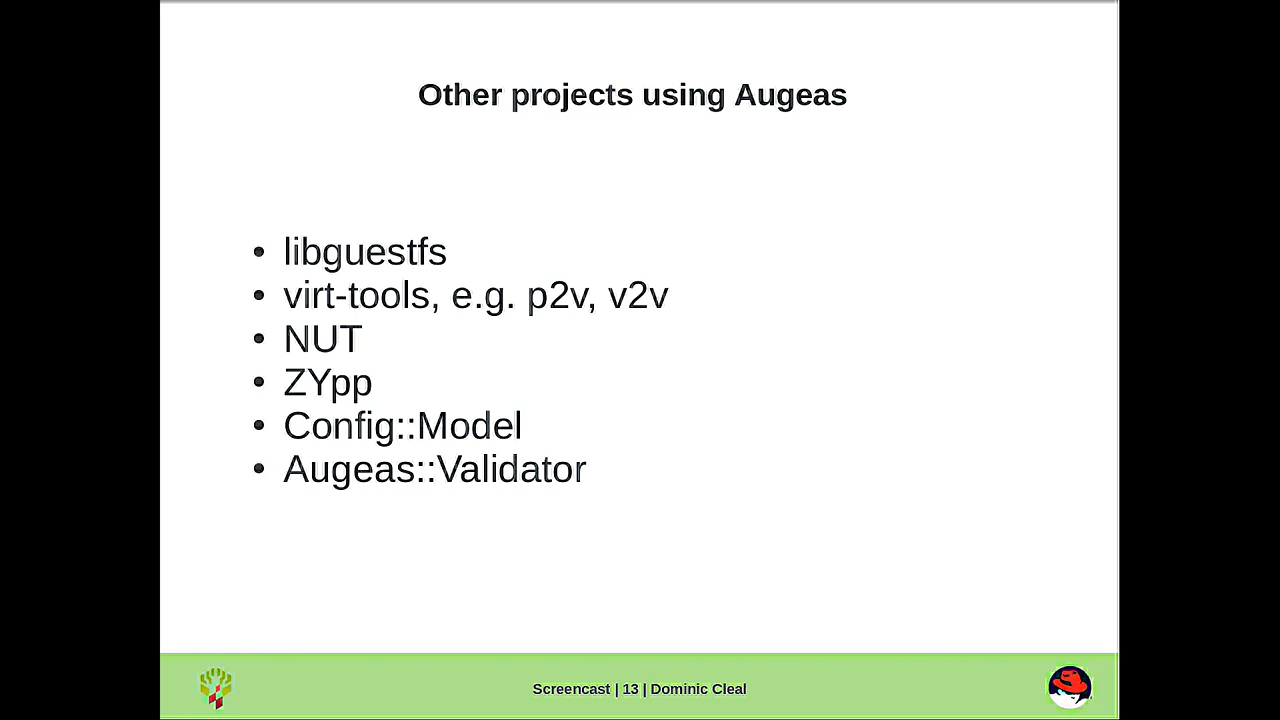 Other projects using Augeas
• libguestfs
• virt-tools, e.g. p2v, v2v
• NUT
• ZYpp
• Config::Model
• Augeas::Validator
Screencast | 13 | Dominic Cleal